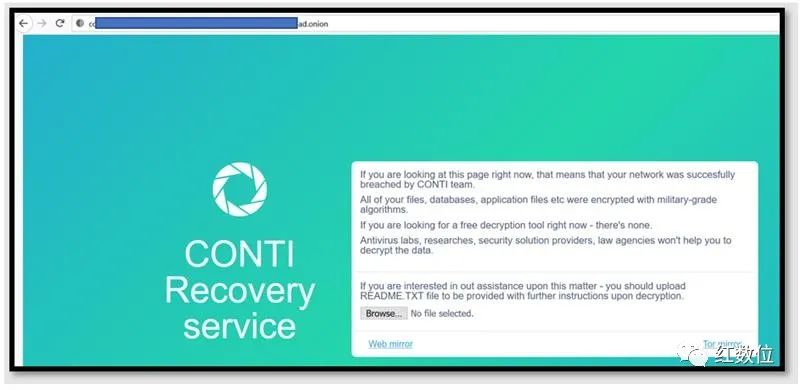 ad.onion
CONTI
Recovery
service
If you are looking at this page right now, that means that your network was succesfully
breached by CONTI team.
All of your files, databases, application files etc were encrypted with military-grade
algorithms.
If you are looking for a free decryption tool right now - there's none.
Antivirus labs, researches, security solution providers, law agencies won't help you to
decrypt the data.
If you are interested in out assistance upon this matter - you should upload
README.TXT file to be provided with further instructions upon decryption.
Browse... No file selected.
Web mirror
Tor mirror
红数位